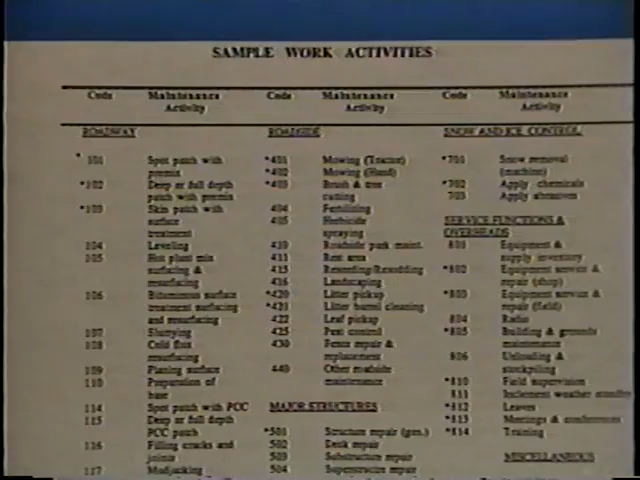 SAMPLE WORK ACTIVITIES
Code Maintenance Activity
ROADWAY
*101 Spot patch with
premix
*102 Deep or full depth
patch with premix
*103 Skin patch with
surface
treatment
104 Leveling
105 Hot plant mix
surfacing &
resurfacing
106 Bituminous surface
treatment surfacing
and resurfacing
107 Slurrying
108 Cold flex
resurfacing
109 Planing surface
110 Preparation of
base
114 Spot patch with PCC
115 Deep or full depth
PCC patch
116 Filling cracks and
joints
117 Mudjacking
Code Maintenance Activity
ROADSIDE
*401 Mowing (Tractor)
*402 Mowing (Hand)
*403 Brush & tree
cutting
404 Fertilizing
405 Herbicide
spraying
410 Roadside park maint.
411 Rest area
415 Reseeding/Resodding
416 Landscaping
*420 Litter pickup
*421 Litter barrel cleaning
422 Leaf pickup
425 Pest control
430 Fence repair &
replacement
440 Other roadside
maintenance
MAJOR STRUCTURES
*501 Structure repair (gen.)
502 Deck repair
503 Substructure repair
504 Superstructure repair
Code Maintenance Activity
SNOW AND ICE CONTROL
*701 Snow removal
(machine)
*702 Apply chemicals
703 Apply abrasives
SERVICE FUNCTIONS &
OVERHEADS
801 Equipment &
supply inventory
*802 Equipment service &
repair (shop)
*803 Equipment service &
repair (field)
804 Radio
*805 Building & grounds
maintenance
806 Unloading &
stockpiling
*810 Field supervision
811 Inclement weather standby
*812 Leaves
*813 Meetings & conferences
*814 Training
MISCELLANEOUS